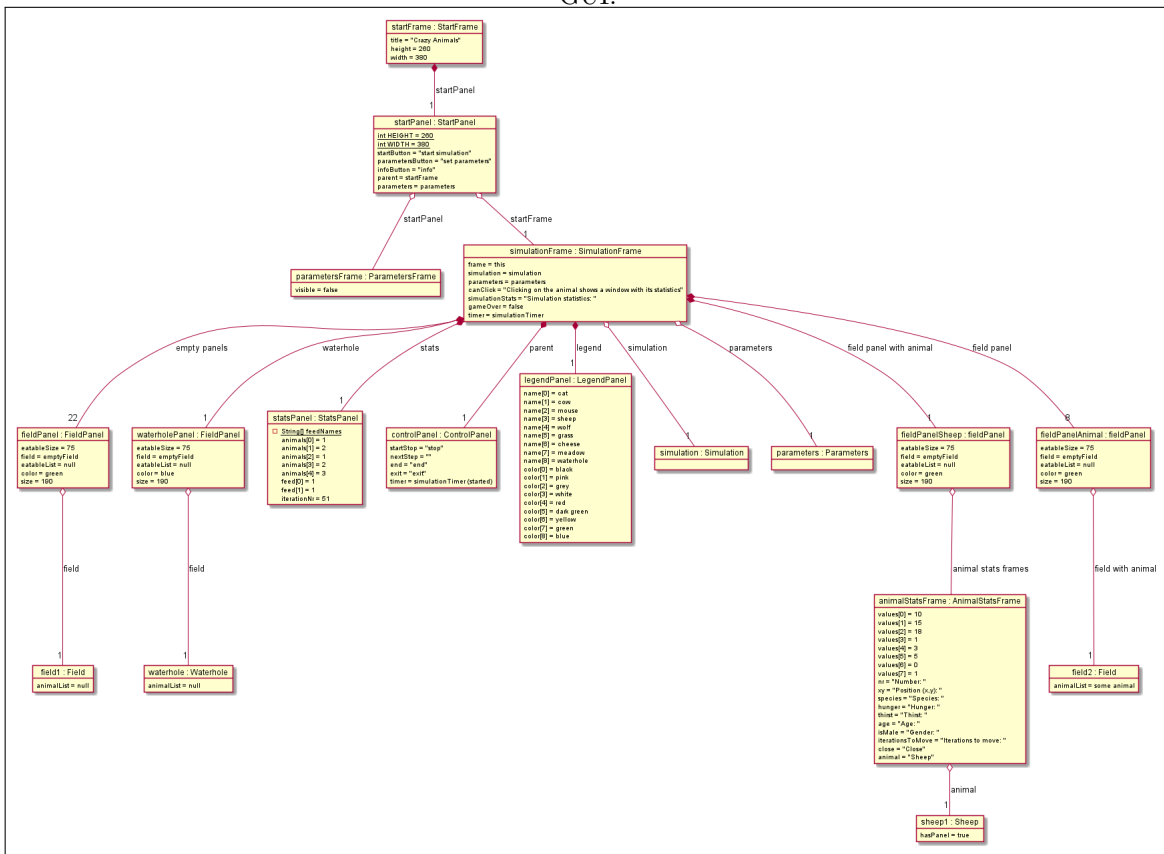 GUI.
startFrame : StartFrame
title = "Crazy Animals"
height = 260
width = 380
startPanel
1
startPanel : StartPanel
int HEIGHT = 260
int WIDTH = 380
startButton = "start simulation"
parametersButton = "set parameters"
infoButton = "info"
parent = startFrame
parameters = parameters
startPanel
startFrame
1
parametersFrame : ParametersFrame
visible = false
simulationFrame : SimulationFrame
frame = this
simulation = simulation
parameters = parameters
canClick = "Clicking on the animal shows a window with its statistics"
simulationStats = "Simulation statistics: "
gameOver = false
timer = simulationTimer
empty panels
waterhole
stats
parent
legend
simulation
parameters
field panel with animal
field panel
22
1
1
1
1
1
1
1
8
fieldPanel : FieldPanel
eatableSize = 75
field = emptyField
eatableList = null
color = green
size = 190
waterholePanel : FieldPanel
eatableSize = 75
field = emptyField
eatableList = null
color = blue
size = 190
statsPanel : StatsPanel
String[] feedNames
animals[0] = 1
animals[1] = 2
animals[2] = 1
animals[3] = 2
animals[4] = 3
feed[0] = 1
feed[1] = 1
iterationNr = 51
controlPanel : ControlPanel
startStop = "stop"
nextStep = ""
end = "end"
exit = "exit"
timer = simulationTimer (started)
legendPanel : LegendPanel
name[0] = cat
name[1] = cow
name[2] = mouse
name[3] = sheep
name[4] = wolf
name[5] = grass
name[6] = cheese
name[7] = meadow
name[8] = waterhole
color[0] = black
color[1] = pink
color[2] = grey
color[3] = white
color[4] = red
color[5] = dark green
color[6] = yellow
color[7] = green
color[8] = blue
simulation : Simulation
parameters : Parameters
fieldPanelSheep : fieldPanel
eatableSize = 75
field = emptyField
eatableList = null
color = green
size = 190
fieldPanelAnimal : fieldPanel
eatableSize = 75
field = emptyField
eatableList = null
color = green
size = 190
field
field
animal stats frames
field with animal
1
1
1
field1 : Field
animalList = null
waterhole : Waterhole
animalList = null
animalStatsFrame : AnimalStatsFrame
values[0] = 10
values[1] = 15
values[2] = 18
values[3] = 1
values[4] = 3
values[5] = 5
values[6] = 0
values[7] = 1
nr = "Number: "
xy = "Position (x,y): "
species = "Species: "
hunger = "Hunger: "
thirst = "Thirst: "
age = "Age: "
isMale = "Gender: "
iterationsToMove = "Iterations to move: "
close = "Close"
animal = "Sheep"
field2 : Field
animalList = some animal
animal
1
sheep1 : Sheep
hasPanel = true